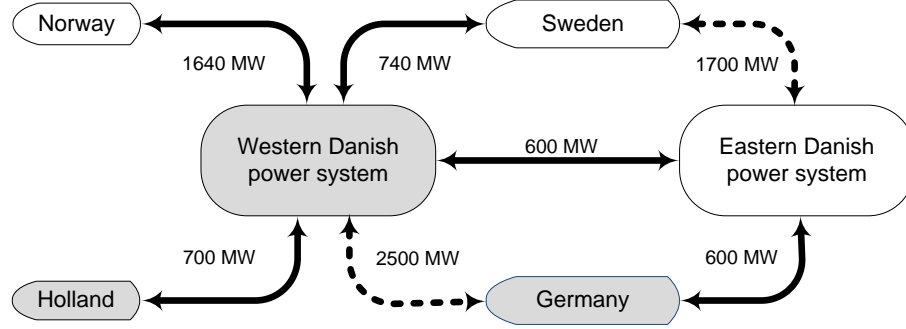 Norway
Sweden
1640 MW
740 MW
1700 MW
Western Danish
power system
600 MW
Eastern Danish
power system
700 MW
2500 MW
600 MW
Holland
Germany